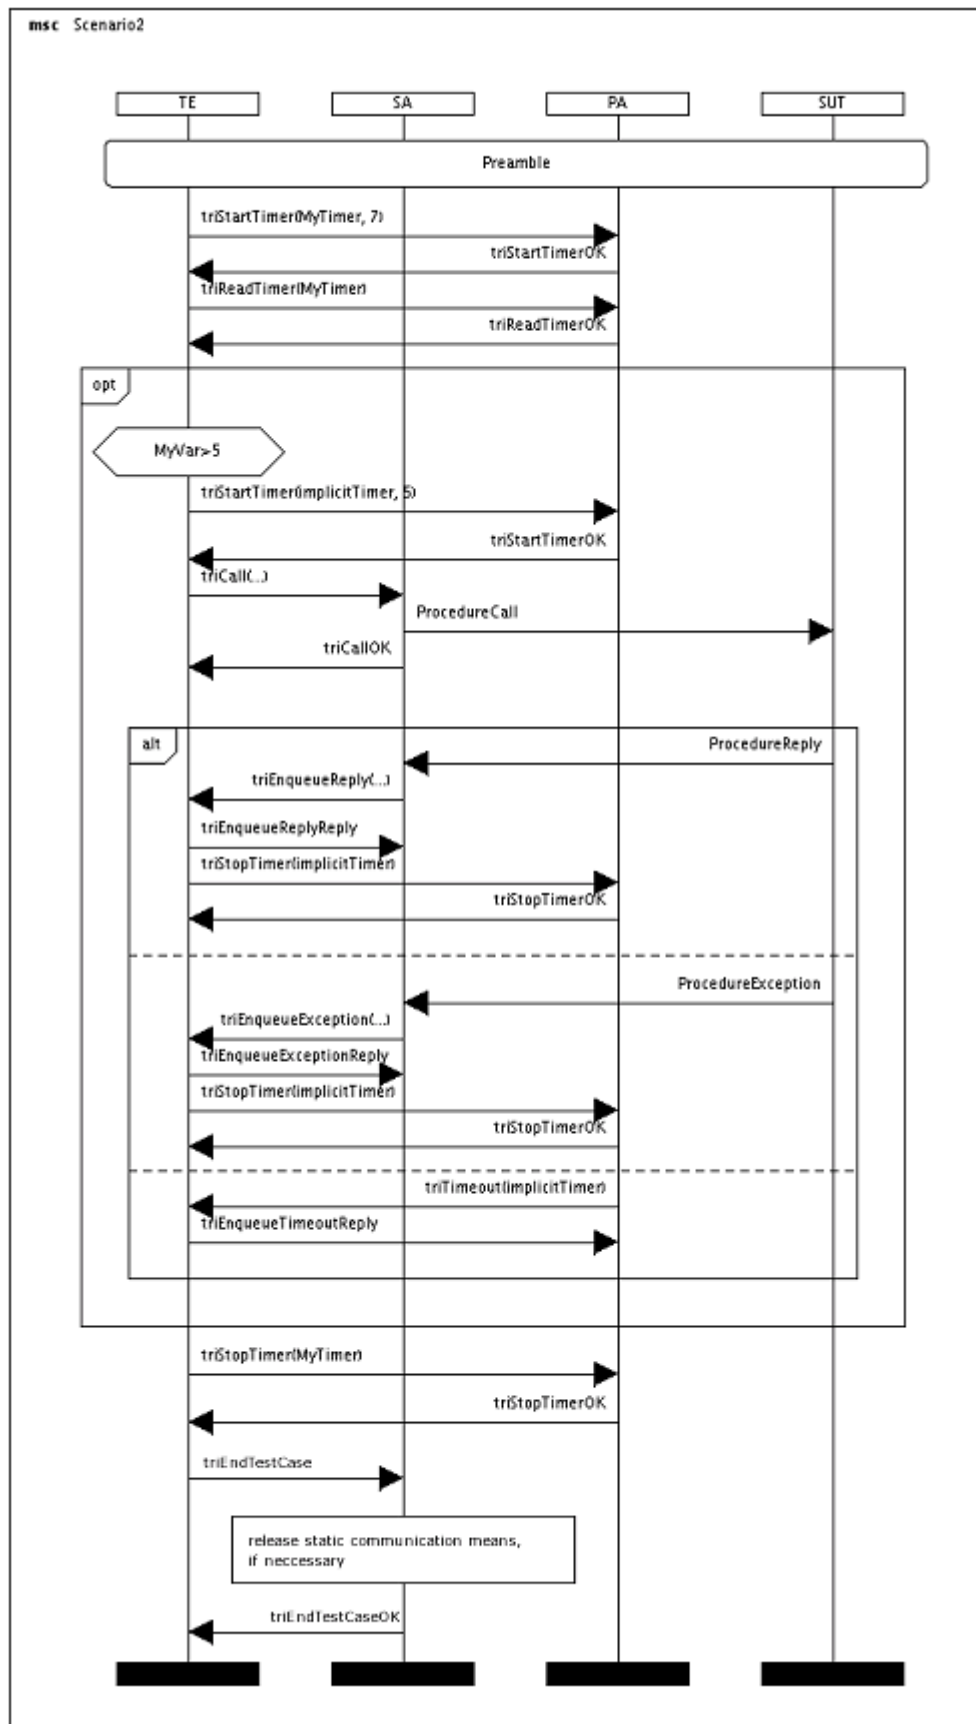 msc Scenario2
TE SA PA SUT
Preamble
triStartTimer(MyTimer, 7)
triStartTimerOK
triReadTimer(MyTimer)
triReadTimerOK
opt
MyVar>5
triStartTimer(implicitTimer, 5)
triStartTimerOK
triCall(...)
ProcedureCall
triCallOK
alt
ProcedureReply
triEnqueueReply(...)
triEnqueueReplyReply
triStopTimer(implicitTimer)
triStopTimerOK
ProcedureException
triEnqueueException(...)
triEnqueueExceptionReply
triStopTimer(implicitTimer)
triStopTimerOK
triTimeout(implicitTimer)
triEnqueueTimeoutReply
triStopTimer(MyTimer)
triStopTimerOK
triEndTestCase
release static communication means,
if neccessary
triEndTestCaseOK